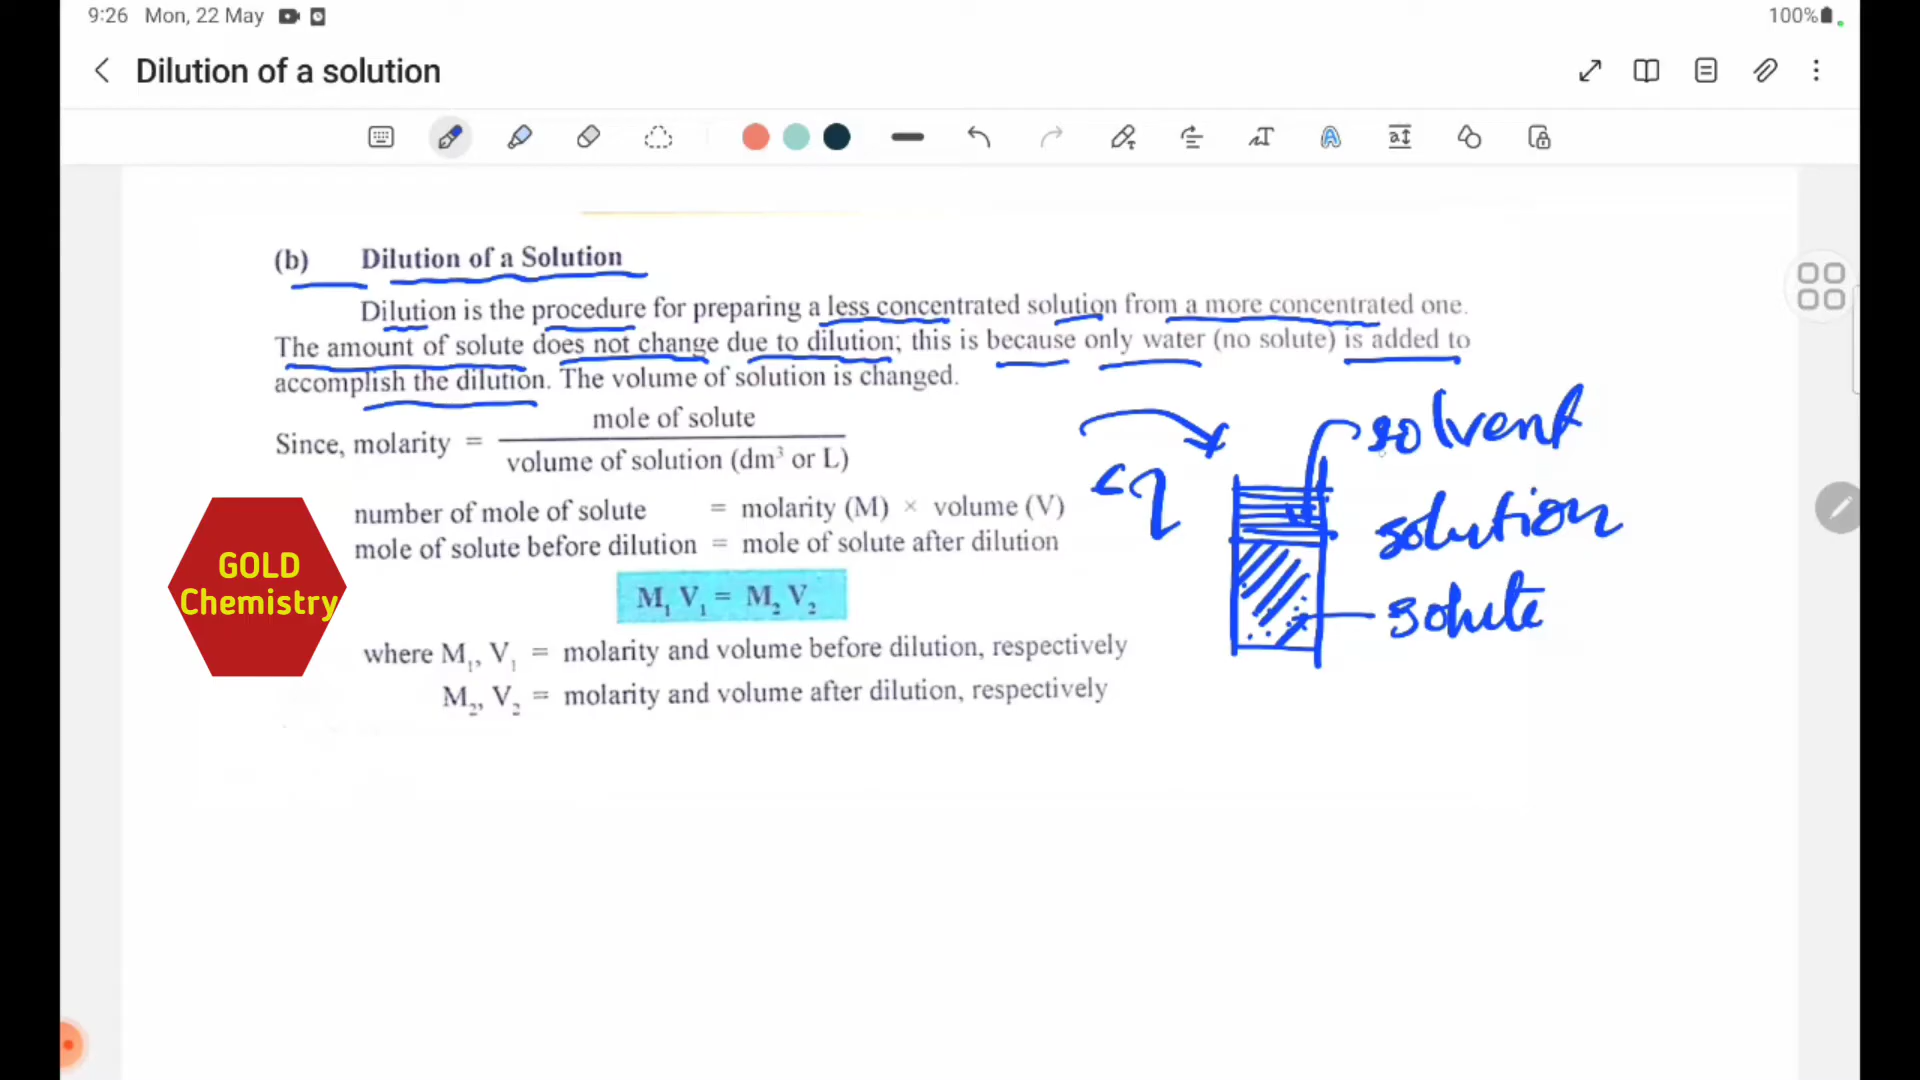 9:26 Mon, 22 May
100%
Dilution of a solution
(b) Dilution of a Solution
Dilution is the procedure for preparing a less concentrated solution from a more concentrated one.
The amount of solute does not change due to dilution; this is because only water (no solute) is added to
accomplish the dilution. The volume of solution is changed.
Since, molarity = mole of solute
volume of solution (dm³ or L)
number of mole of solute = molarity (M) × volume (V)
mole of solute before dilution = mole of solute after dilution
M₁ V₁ = M₂ V₂
where M₁, V₁ = molarity and volume before dilution, respectively
M₂, V₂ = molarity and volume after dilution, respectively
solvent
solution
solute
GOLD
Chemistry